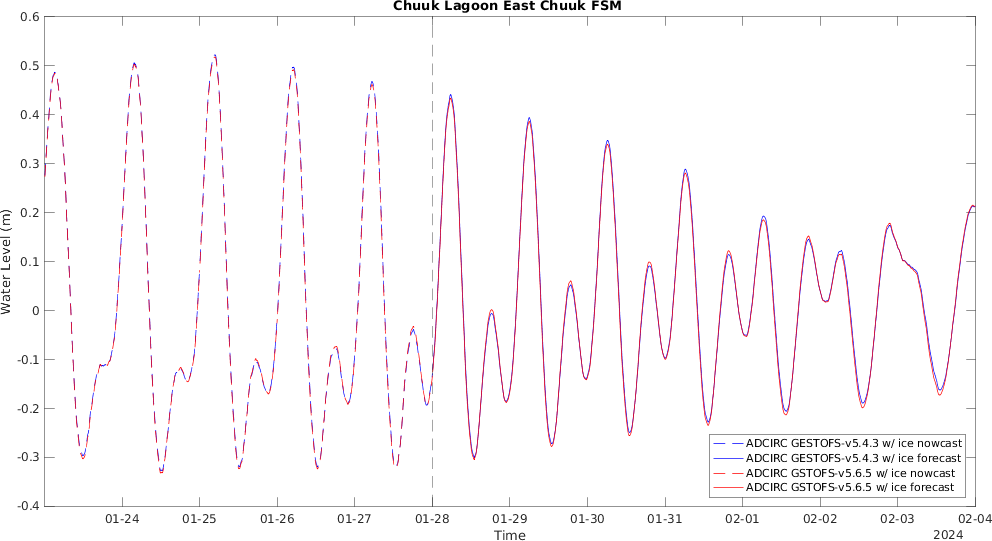 Chuuk Lagoon East Chuuk FSM
0.6
0.5
0.4
0.3
0.2
0.1
0
-0.1
-0.2
-0.3
-0.4
Water Level (m)
ADCIRC GESTOFS-v5.4.3 w/ ice nowcast
ADCIRC GESTOFS-v5.4.3 w/ ice forecast
ADCIRC GSTOFS-v5.6.5 w/ ice nowcast
ADCIRC GSTOFS-v5.6.5 w/ ice forecast
01-24 01-25 01-26 01-27 01-28 01-29 01-30 01-31 02-01 02-02 02-03 02-04
Time
2024